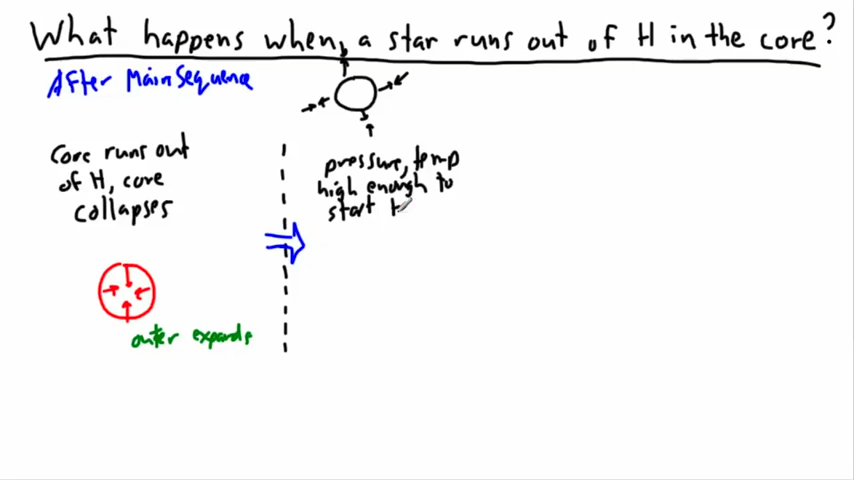 What happens when a star runs out of H in the core?
After Main Sequence
Core runs out
of H, core
collapses
pressure, temp
high enough to
start
outer expands